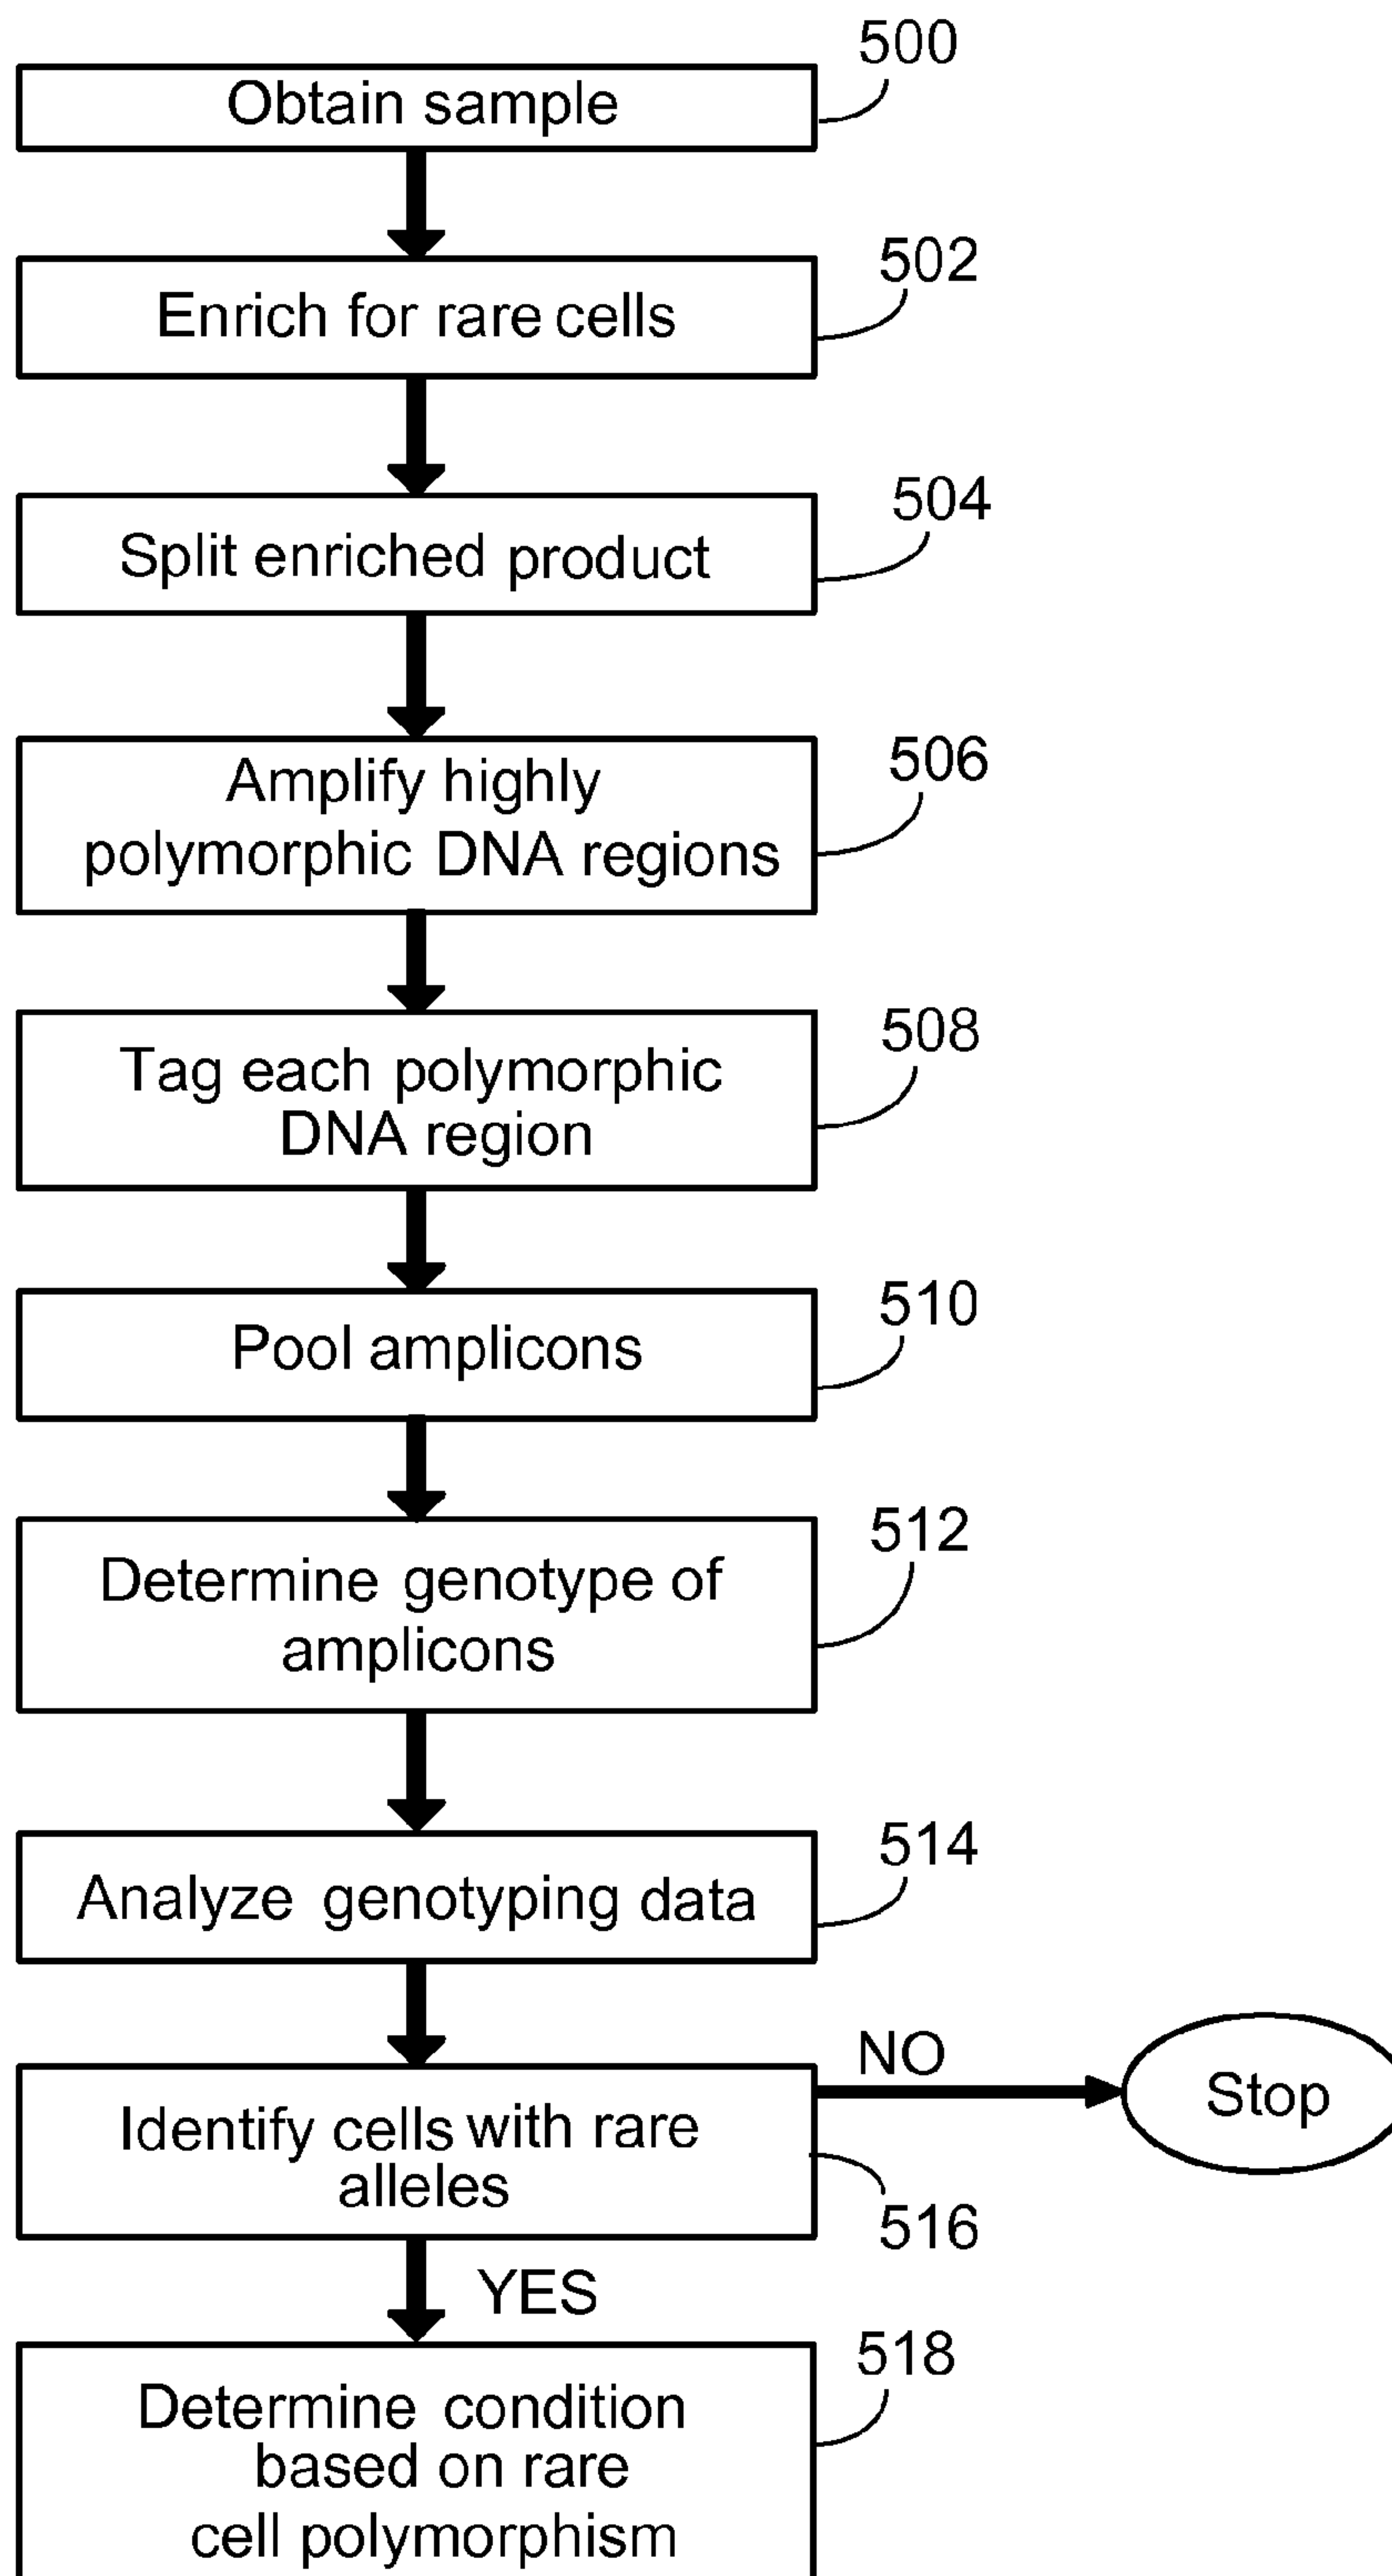 500
Obtain sample
502
Enrich for rare cells
504
Split enriched product
506
Amplify highly
polymorphic DNA regions
508
Tag each polymorphic
DNA region
510
Pool amplicons
512
Determine genotype of
amplicons
514
Analyze genotyping data
NO
Stop
Identify cells with rare
alleles
516
YES
518
Determine condition
based on rare
cell polymorphism